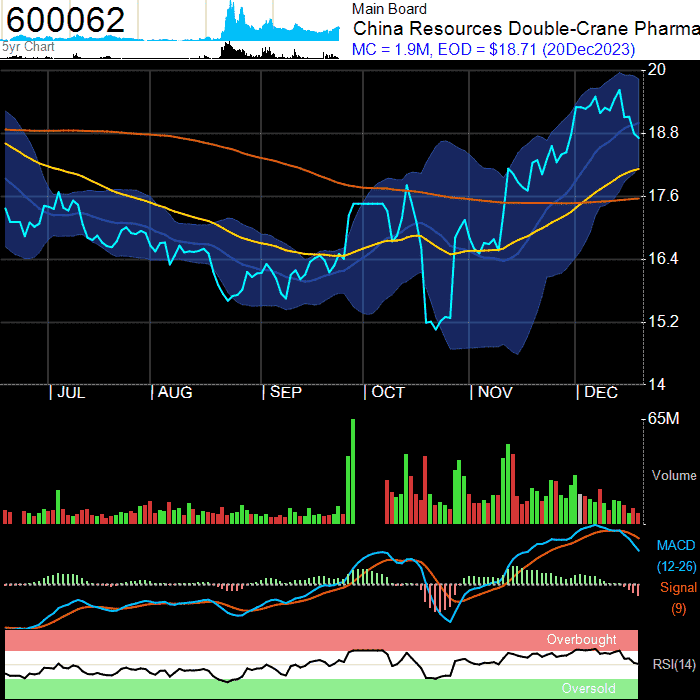 600062
5yr Chart
Main Board
China Resources Double-Crane Pharma
MC = 1.9M, EOD = $18.71 (20Dec2023)
20
18.8
17.6
16.4
15.2
14
| JUL | AUG | SEP | OCT | NOV | DEC
65M
Volume
MACD
(12-26)
Signal
(9)
Overbought
RSI(14)
Oversold